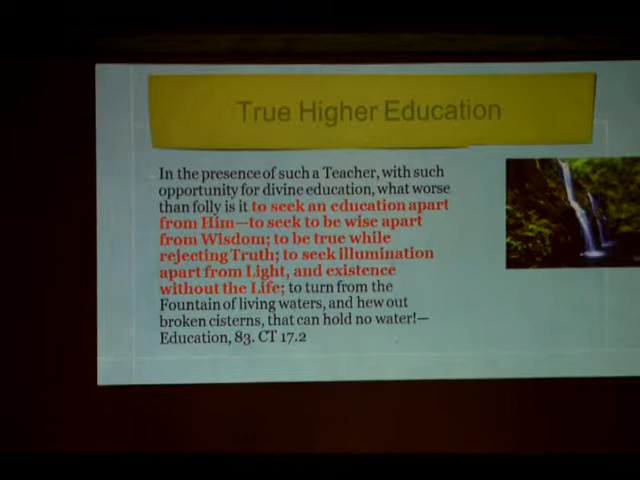 True Higher Education
In the presence of such a Teacher, with such
opportunity for divine education, what worse
than folly is it to seek an education apart
from Him—to seek to be wise apart
from Wisdom; to be true while
rejecting Truth; to seek illumination
apart from Light, and existence
without the Life; to turn from the
Fountain of living waters, and hew out
broken cisterns, that can hold no water!—
Education, 83. CT 17.2